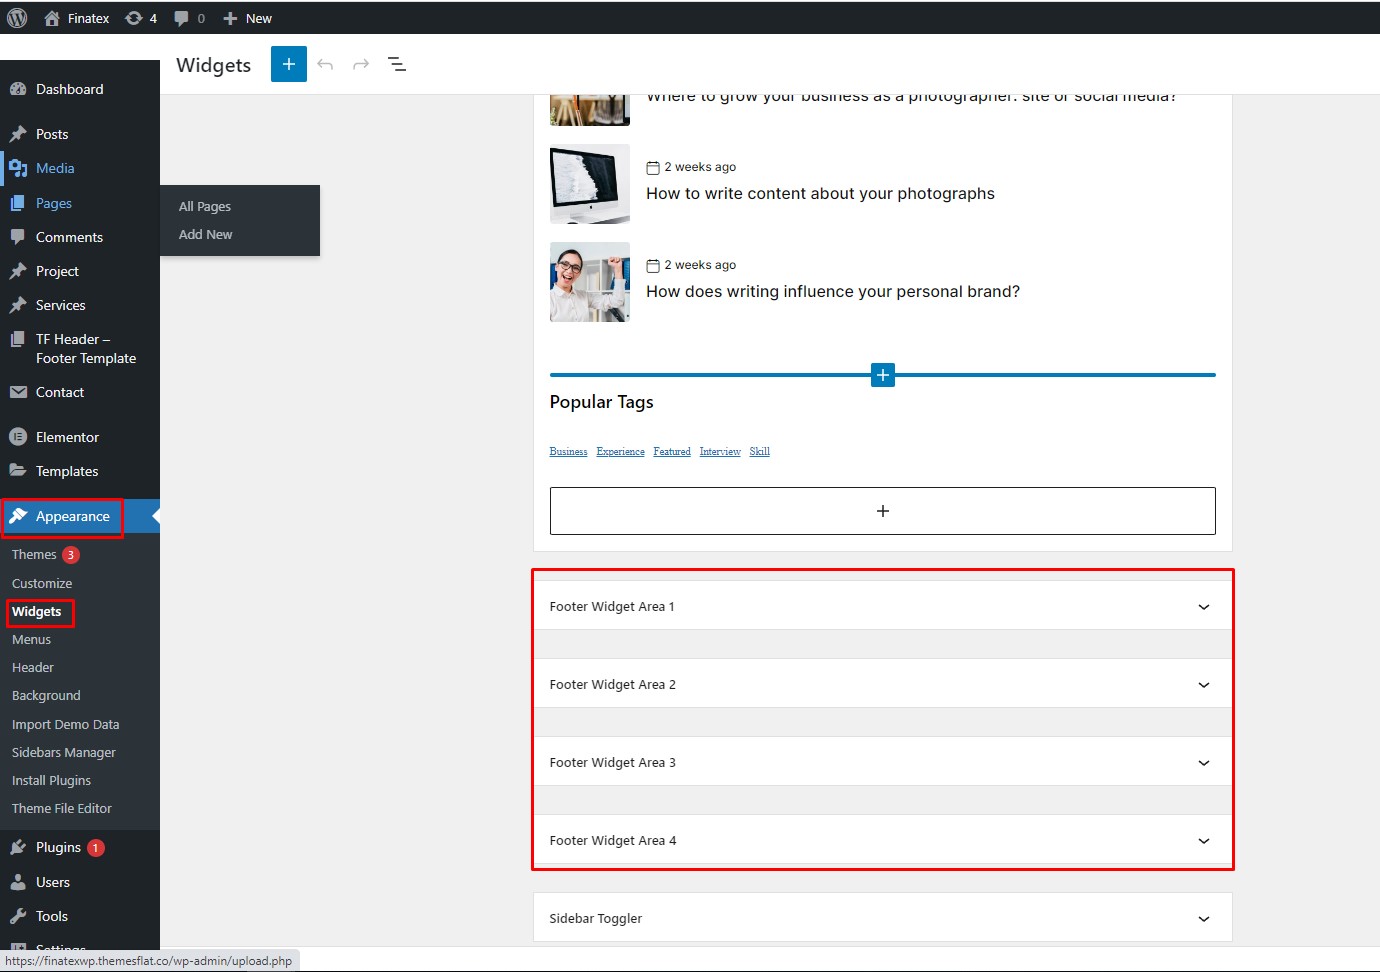 Finatex 4 0 New
Widgets
Dashboard
Posts
Media
Pages
All Pages
Add New
Comments
Project
Services
TF Header –
Footer Template
Contact
Elementor
Templates
Appearance
Themes 3
Customize
Widgets
Menus
Header
Background
Import Demo Data
Sidebars Manager
Install Plugins
Theme File Editor
Plugins 1
Users
Tools
Settings
https://finatexwp.themesflat.co/wp-admin/upload.php
Where to grow your business as a photographer: site or social media?
2 weeks ago
How to write content about your photographs
2 weeks ago
How does writing influence your personal brand?
Popular Tags
Business Experience Featured Interview Skill
Footer Widget Area 1
Footer Widget Area 2
Footer Widget Area 3
Footer Widget Area 4
Sidebar Toggler